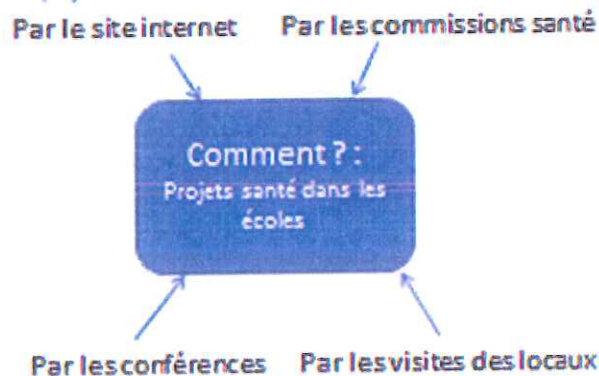 Par le site internet
Par les commissions santé
Comment ? :
Projets santé dans les
écoles
Par les conférences
Par les visites des locaux